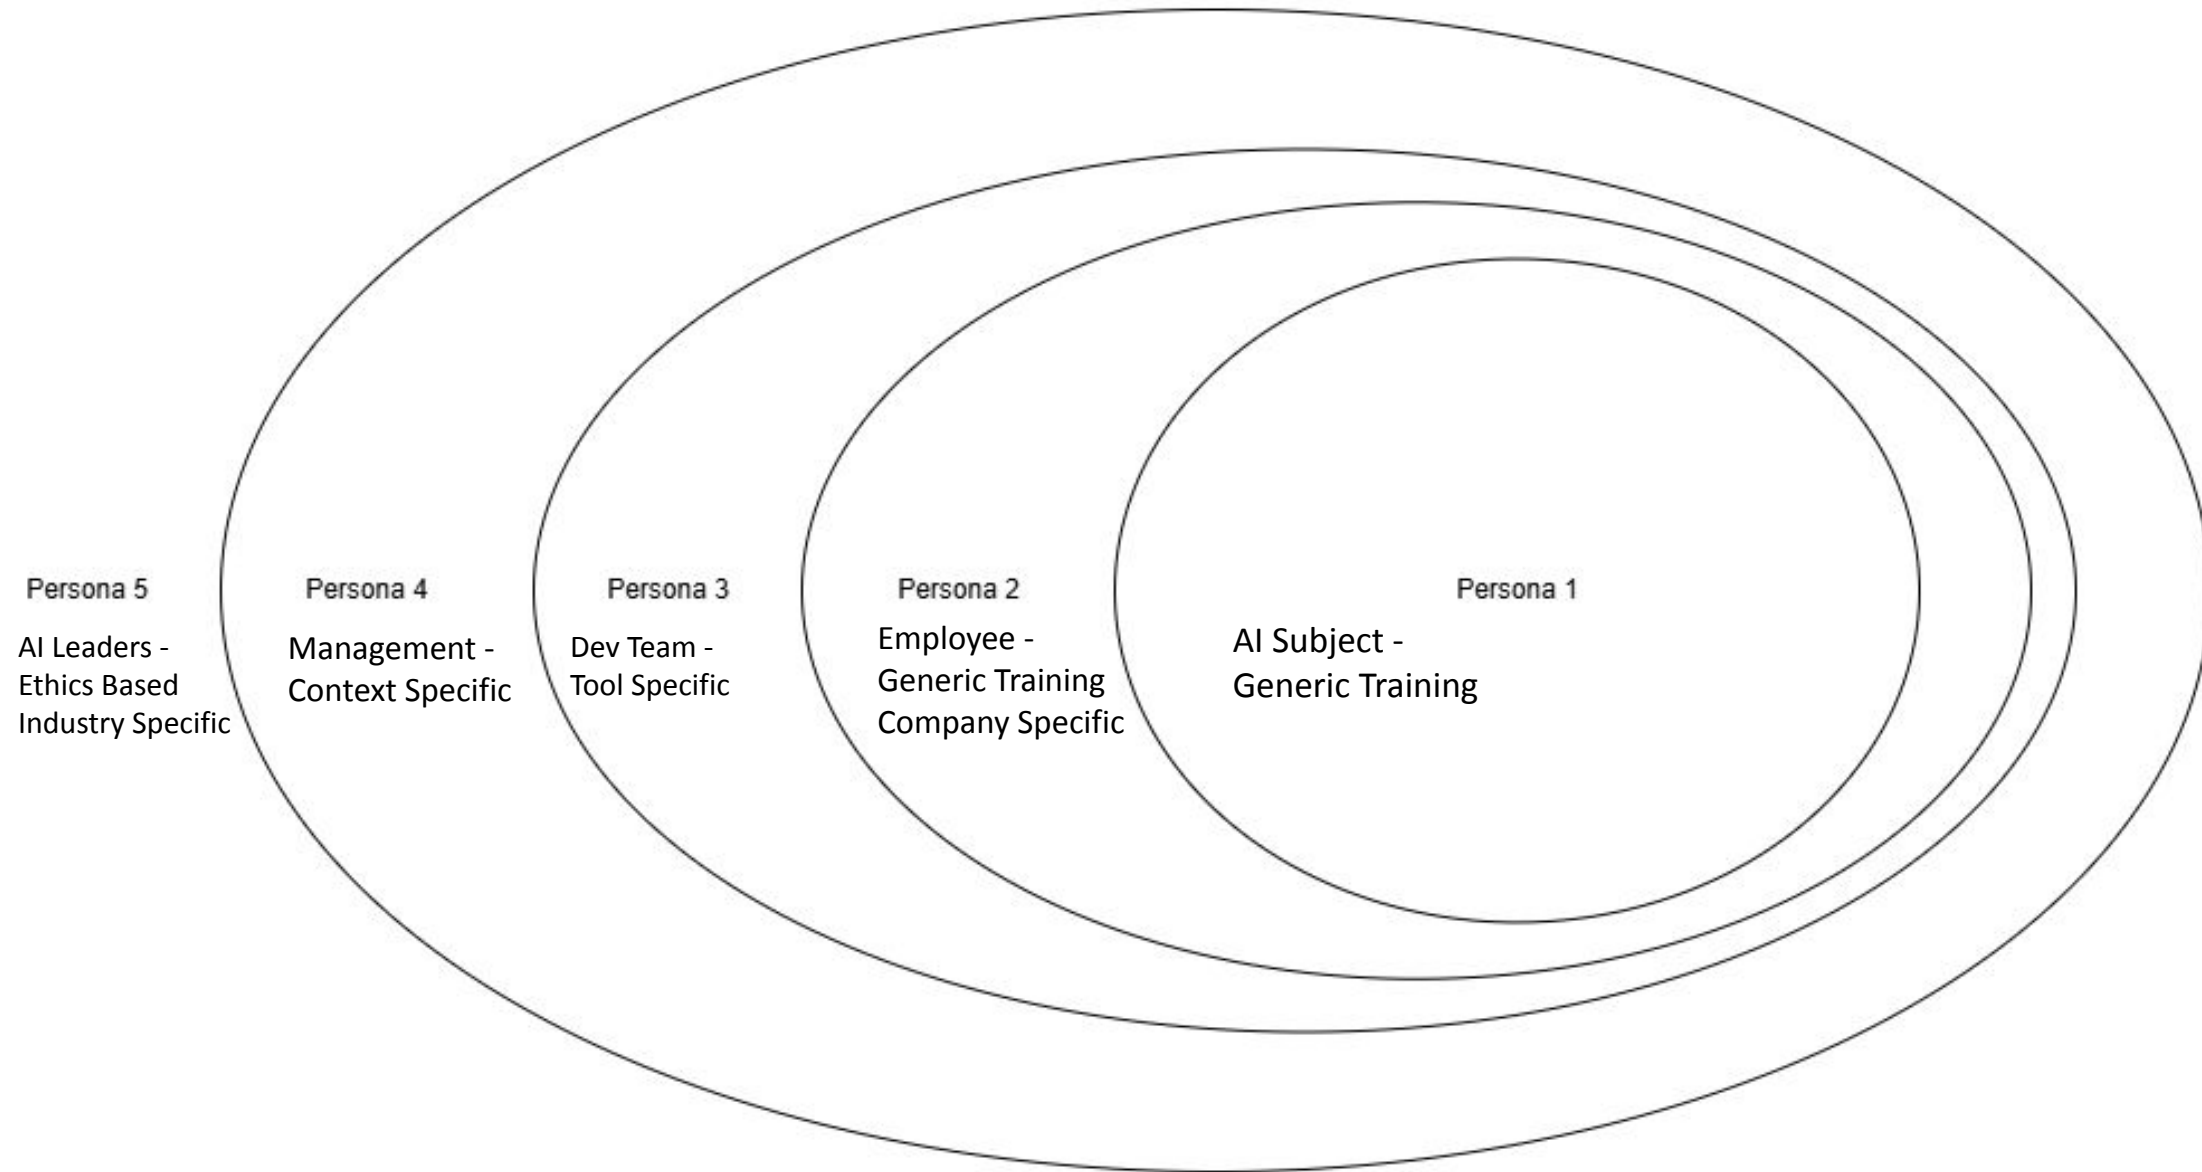 Persona 5
AI Leaders -
Ethics Based
Industry Specific
Persona 4
Management -
Context Specific
Persona 3
Dev Team -
Tool Specific
Persona 2
Employee -
Generic Training
Company Specific
Persona 1
AI Subject -
Generic Training